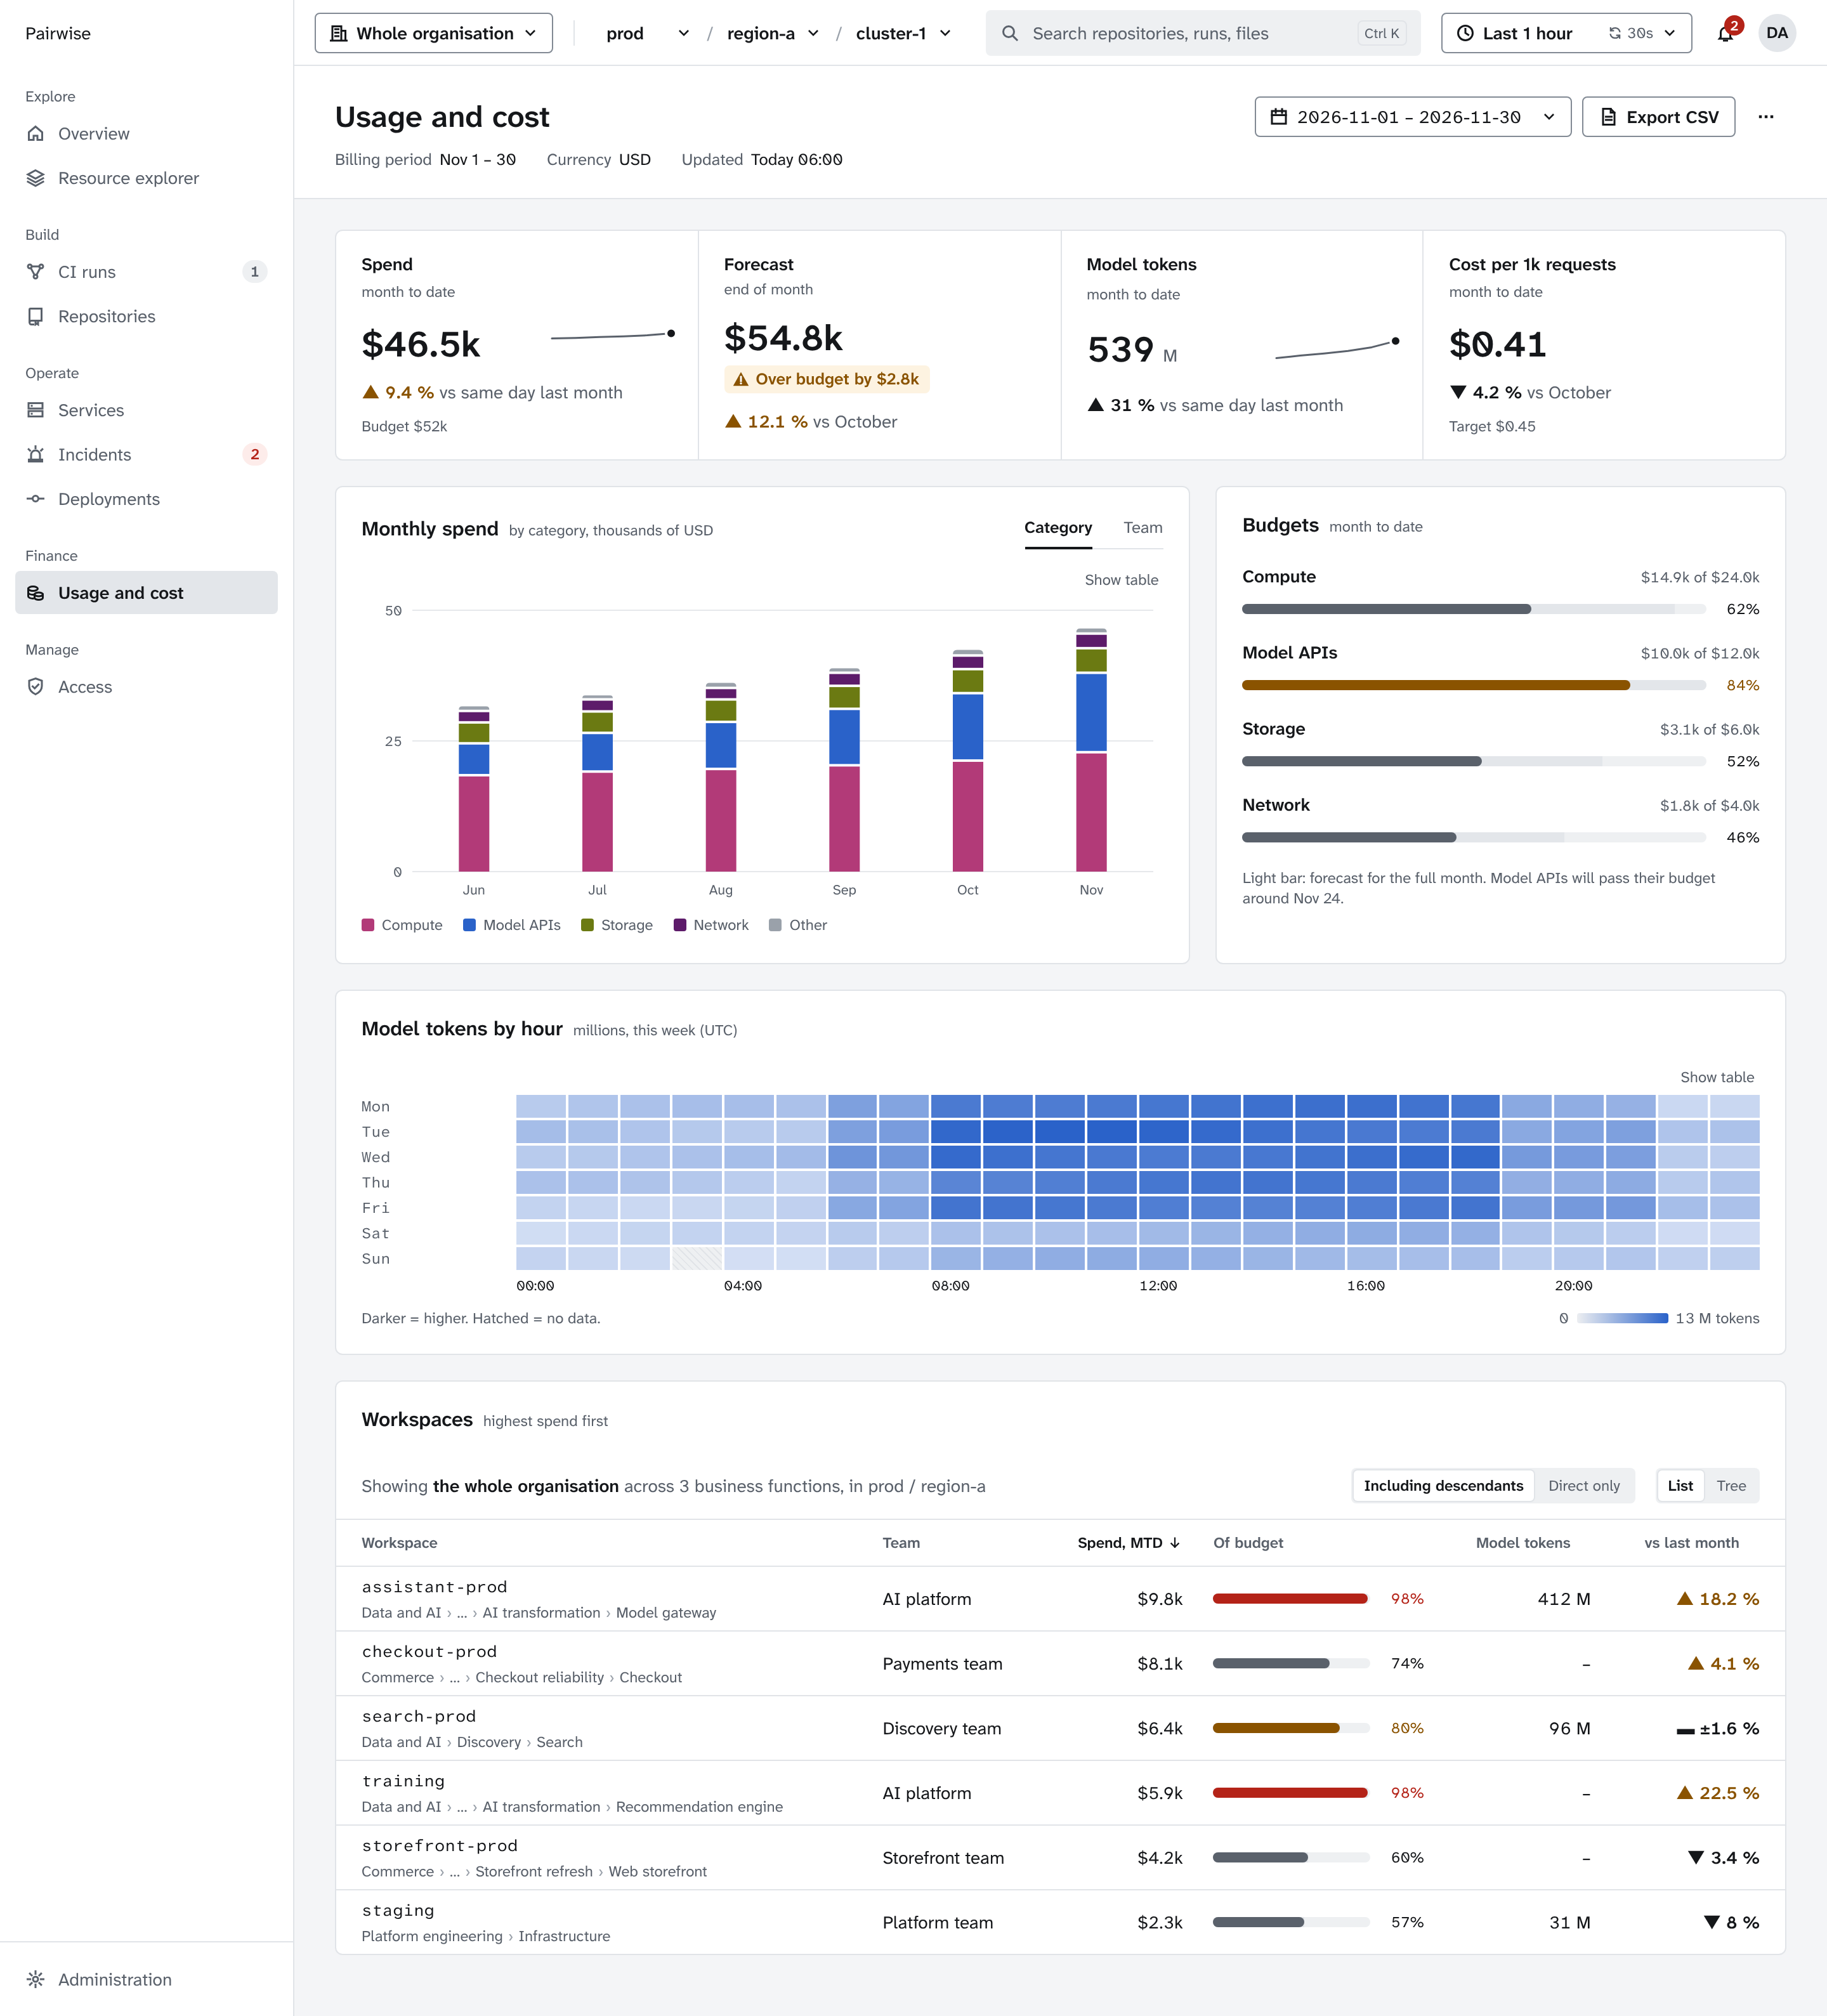 Pairwise
Explore
Overview
Resource explorer
Build
CI runs 1
Repositories
Operate
Services
Incidents 2
Deployments
Finance
Usage and cost
Manage
Access
Administration
Whole organisation prod / region-a / cluster-1 Search repositories, runs, files Ctrl K Last 1 hour 30s 2 DA
Usage and cost
2026-11-01 – 2026-11-30 Export CSV
Billing period Nov 1 – 30 Currency USD Updated Today 06:00
Spend
month to date
$46.5k
▲ 9.4 % vs same day last month
Budget $52k
Forecast
end of month
$54.8k
Over budget by $2.8k
▲ 12.1 % vs October
Model tokens
month to date
539 M
▲ 31 % vs same day last month
Cost per 1k requests
month to date
$0.41
▼ 4.2 % vs October
Target $0.45
Monthly spend by category, thousands of USD
Category Team
Show table
50
25
0
Jun Jul Aug Sep Oct Nov
Compute Model APIs Storage Network Other
Budgets month to date
Compute $14.9k of $24.0k
62%
Model APIs $10.0k of $12.0k
84%
Storage $3.1k of $6.0k
52%
Network $1.8k of $4.0k
46%
Light bar: forecast for the full month. Model APIs will pass their budget
around Nov 24.
Model tokens by hour millions, this week (UTC)
Show table
Mon
Tue
Wed
Thu
Fri
Sat
Sun
00:00 04:00 08:00 12:00 16:00 20:00
Darker = higher. Hatched = no data.
0 13 M tokens
Workspaces highest spend first
Showing the whole organisation across 3 business functions, in prod / region-a
Including descendants Direct only List Tree
Workspace Team Spend, MTD ↓ Of budget Model tokens vs last month
assistant-prod
Data and AI › … › AI transformation › Model gateway
AI platform $9.8k 98% 412 M ▲ 18.2 %
checkout-prod
Commerce › … › Checkout reliability › Checkout
Payments team $8.1k 74% – ▲ 4.1 %
search-prod
Data and AI › Discovery › Search
Discovery team $6.4k 80% 96 M ▬ ±1.6 %
training
Data and AI › … › AI transformation › Recommendation engine
AI platform $5.9k 98% – ▲ 22.5 %
storefront-prod
Commerce › … › Storefront refresh › Web storefront
Storefront team $4.2k 60% – ▼ 3.4 %
staging
Platform engineering › Infrastructure
Platform team $2.3k 57% 31 M ▼ 8 %